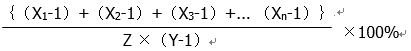 {（X₁-1）+（X₂-1）+（X₃-1）+...（Xₙ-1）} ×100%
Z ×（Y-1）